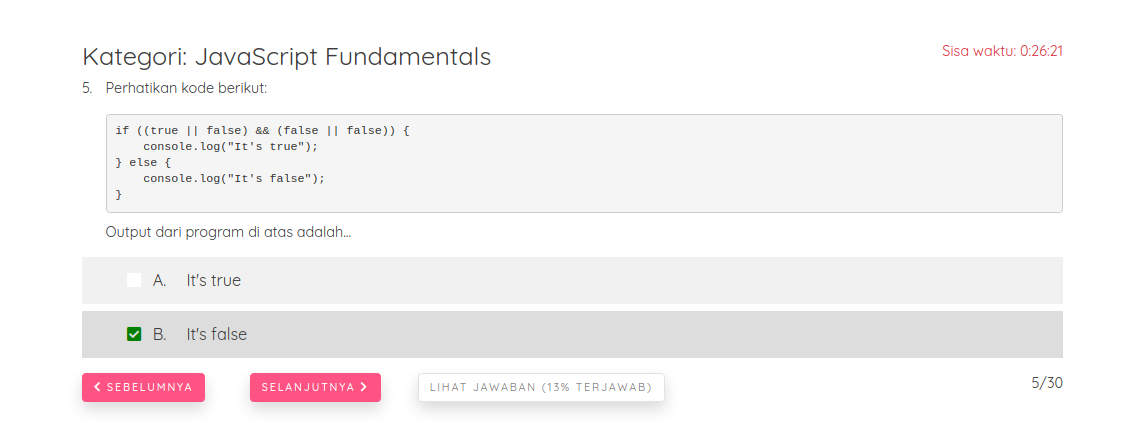 Kategori: JavaScript Fundamentals
Sisa waktu: 0:26:21
5. Perhatikan kode berikut:
if ((true || false) && (false || false)) {
    console.log("It's true");
} else {
    console.log("It's false");
}
Output dari program di atas adalah...
A. It's true
B. It's false
SEBELUMNYA
SELANJUTNYA
LIHAT JAWABAN (13% TERJAWAB)
5/30